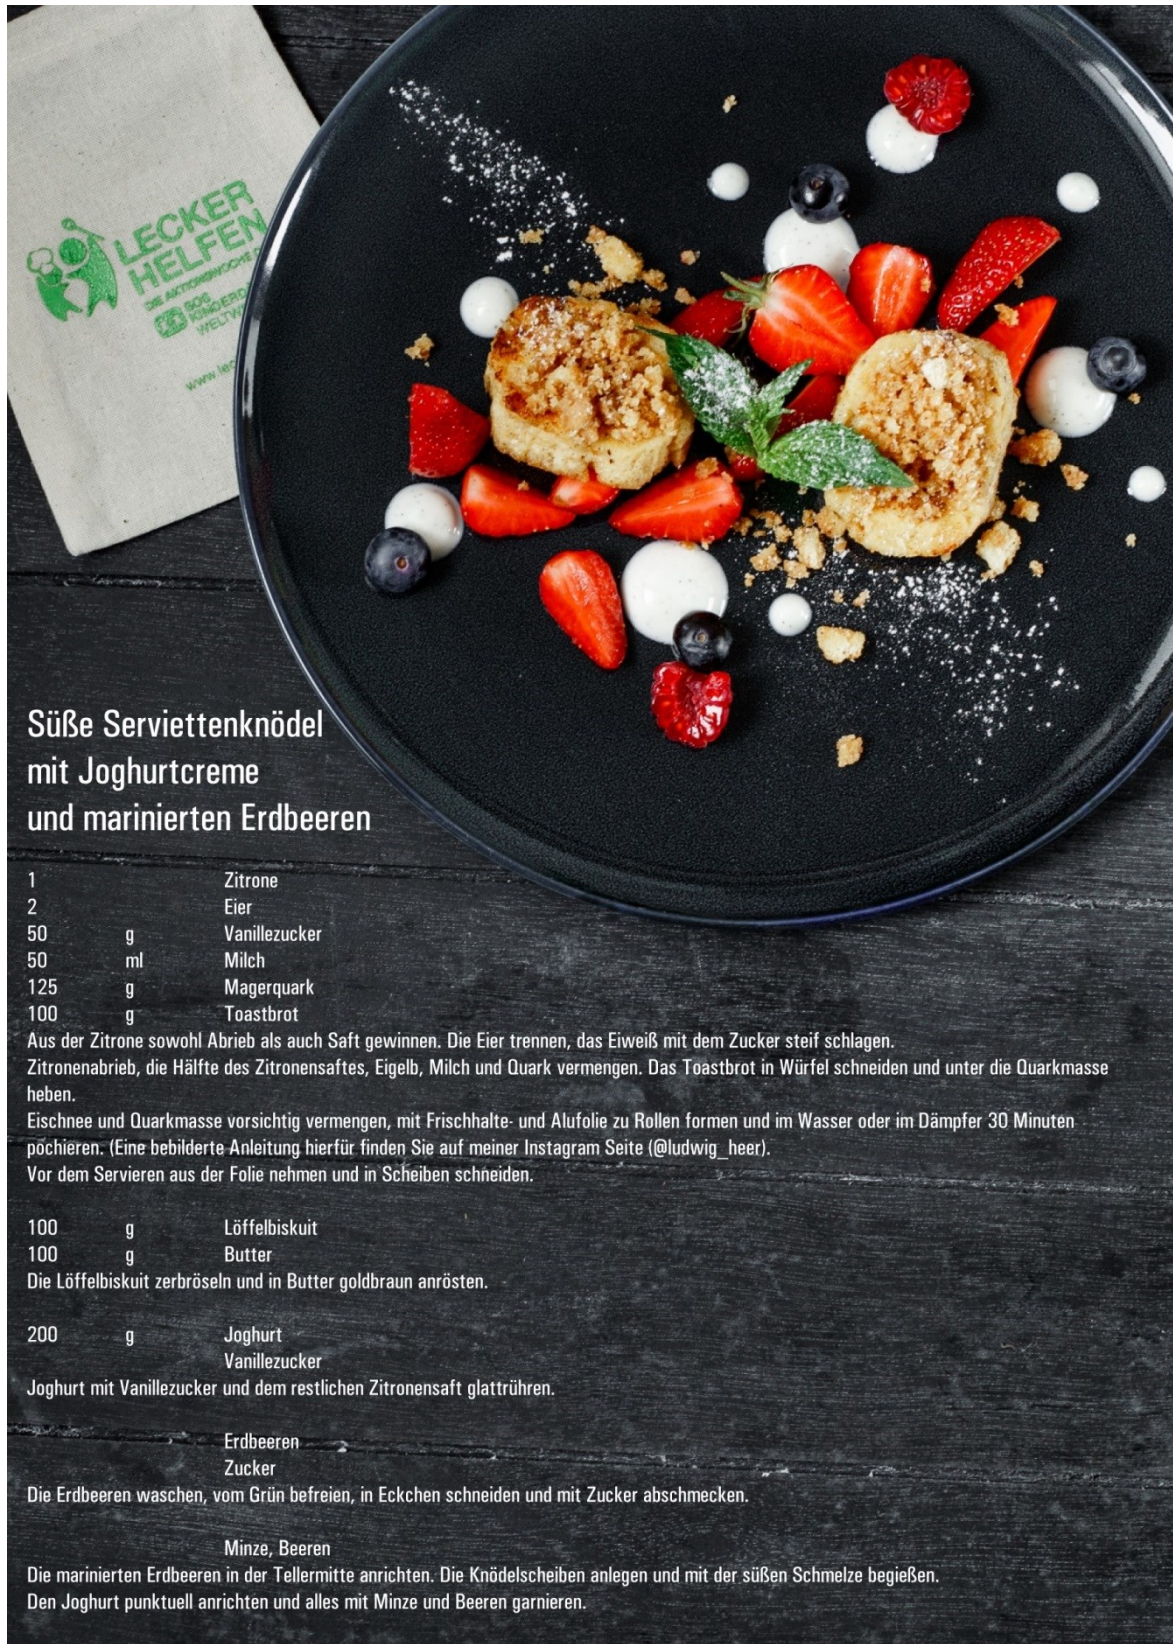 LECKER
HELFEN
DIE AKTIONSWOCHE
SOS
WELTW
www.lec
Süße Serviettenknödel
mit Joghurtcreme
und marinierten Erdbeeren
1 Zitrone
2 Eier
50 g Vanillezucker
50 ml Milch
125 g Magerquark
100 g Toastbrot
Aus der Zitrone sowohl Abrieb als auch Saft gewinnen. Die Eier trennen, das Eiweiß mit dem Zucker steif schlagen.
Zitronenabrieb, die Hälfte des Zitronensaftes, Eigelb, Milch und Quark vermengen. Das Toastbrot in Würfel schneiden und unter die Quarkmasse
heben.
Eischnee und Quarkmasse vorsichtig vermengen, mit Frischhalte- und Alufolie zu Rollen formen und im Wasser oder im Dämpfer 30 Minuten
pochieren. (Eine bebilderte Anleitung hierfür finden Sie auf meiner Instagram Seite (@ludwig_heer).
Vor dem Servieren aus der Folie nehmen und in Scheiben schneiden.
100 g Löffelbiskuit
100 g Butter
Die Löffelbiskuit zerbröseln und in Butter goldbraun anrösten.
200 g Joghurt
Vanillezucker
Joghurt mit Vanillezucker und dem restlichen Zitronensaft glattrühren.
Erdbeeren
Zucker
Die Erdbeeren waschen, vom Grün befreien, in Eckchen schneiden und mit Zucker abschmecken.
Minze, Beeren
Die marinierten Erdbeeren in der Tellermitte anrichten. Die Knödelscheiben anlegen und mit der süßen Schmelze begießen.
Den Joghurt punktuell anrichten und alles mit Minze und Beeren garnieren.